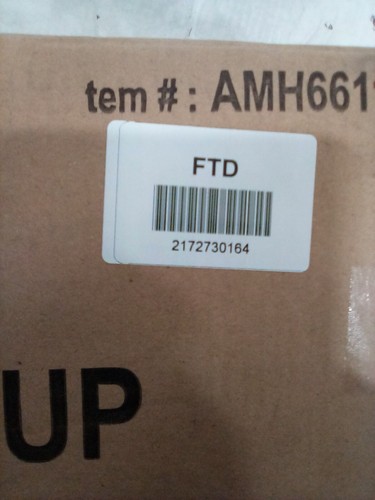 tem # : AMH661
FTD
2172730164
UP